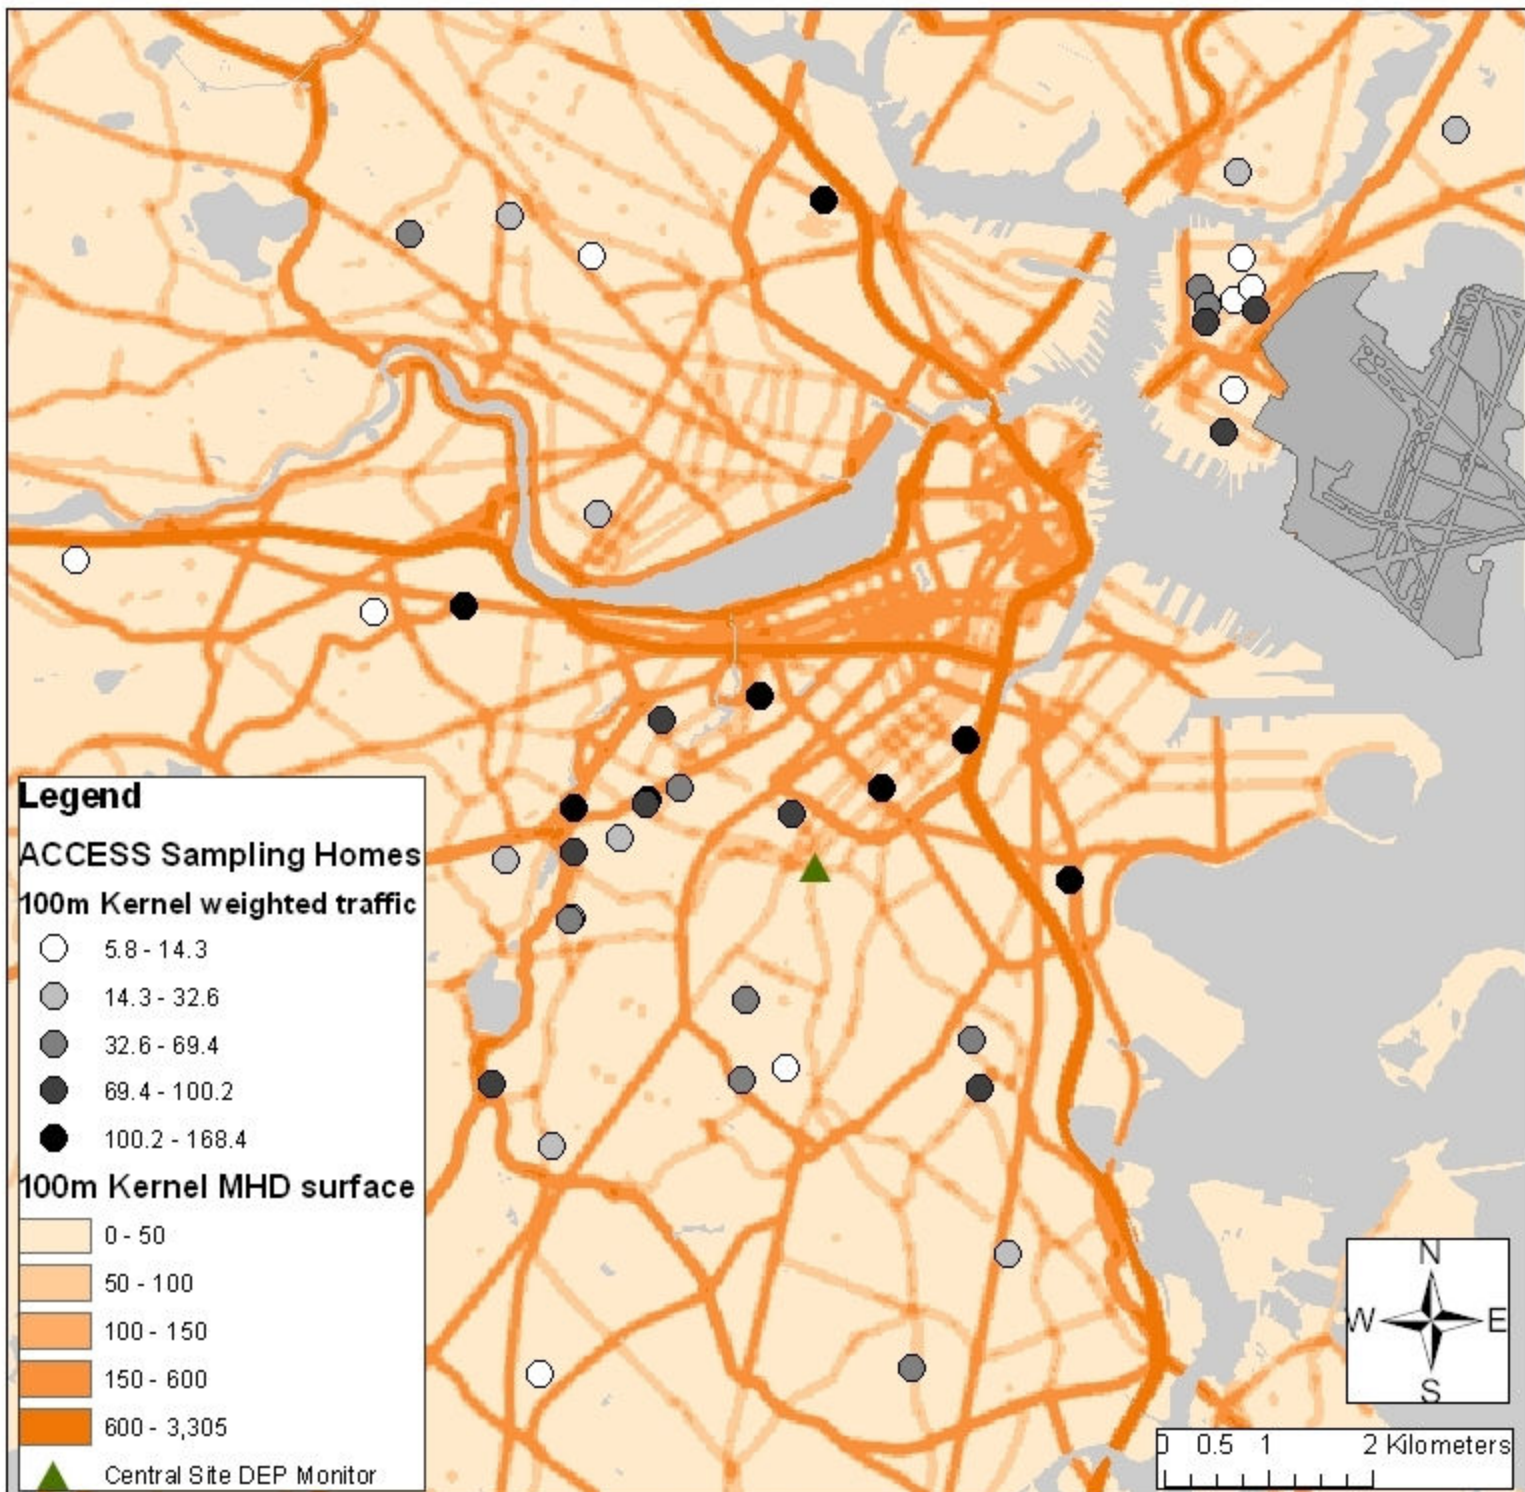 Legend
ACCESS Sampling Homes
100m Kernel weighted traffic
5.8 - 14.3
14.3 - 32.6
32.6 - 69.4
69.4 - 100.2
100.2 - 168.4
100m Kernel MHD surface
0 - 50
50 - 100
100 - 150
150 - 600
600 - 3,305
Central Site DEP Monitor
N
W E
S
0 0.5 1 2 Kilometers